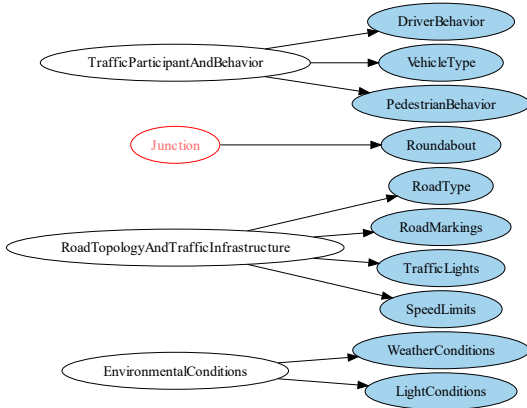 DriverBehavior
TrafficParticipantAndBehavior
VehicleType
PedestrianBehavior
Junction
Roundabout
RoadType
RoadMarkings
RoadTopologyAndTrafficInfrastructure
TrafficLights
SpeedLimits
WeatherConditions
EnvironmentalConditions
LightConditions